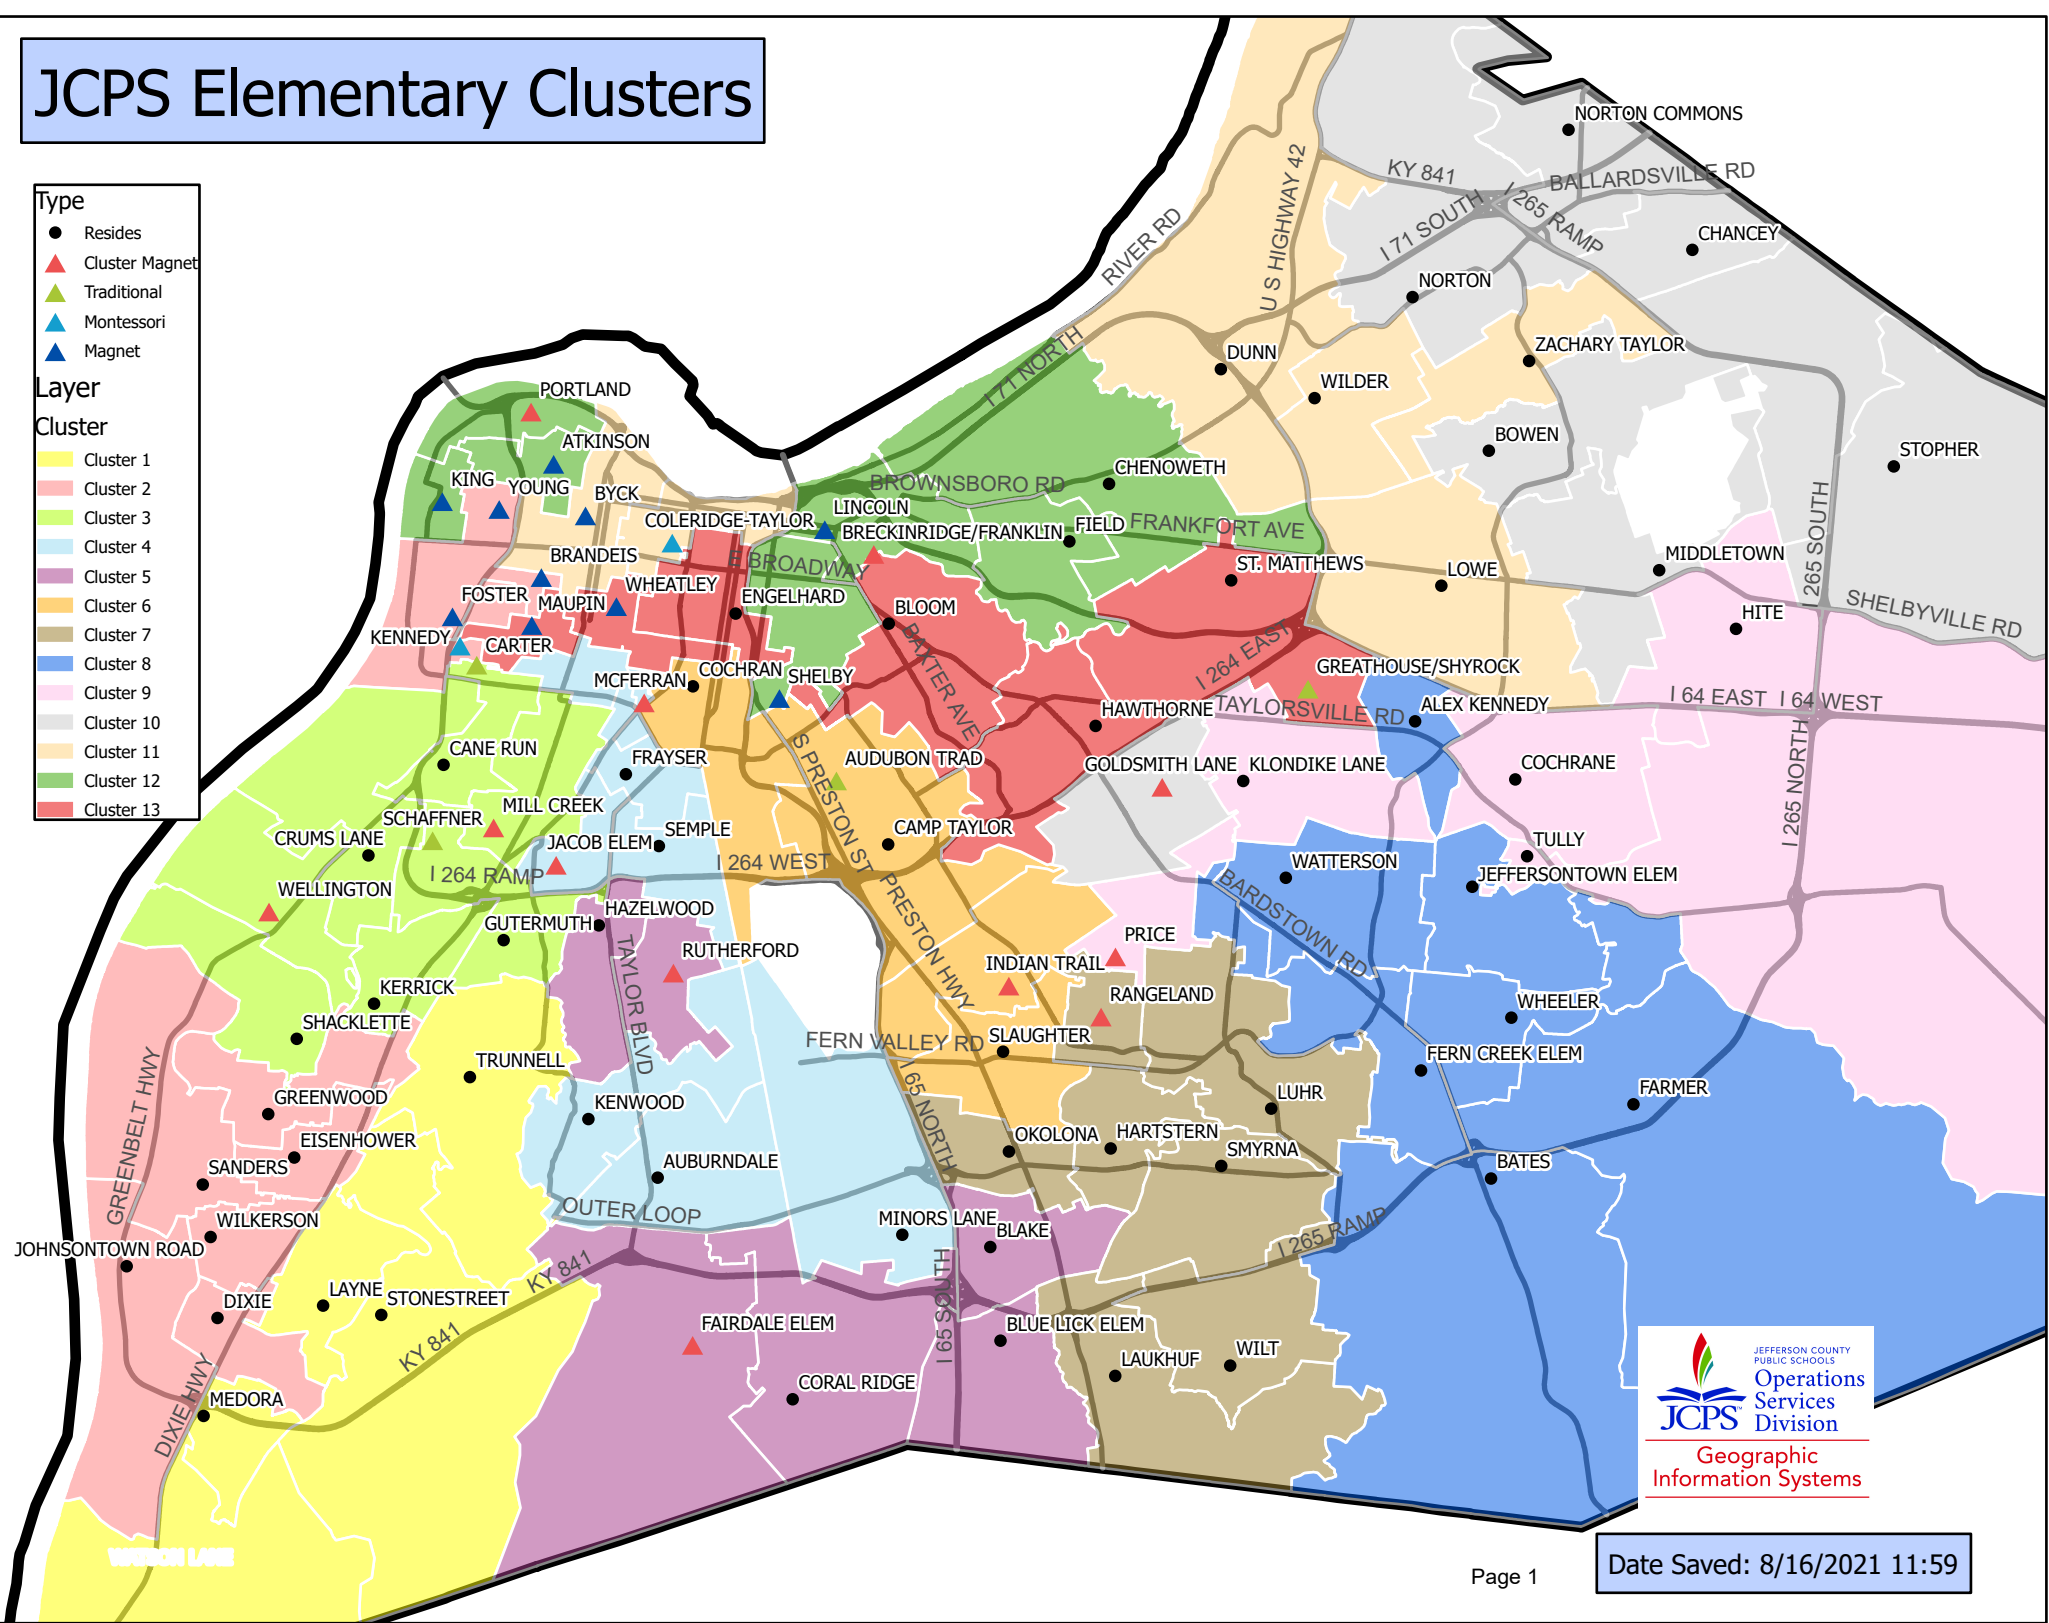 JCPS Elementary Clusters
Type
Resides
Cluster Magnet
Traditional
Montessori
Magnet
Layer
Cluster
Cluster 1
Cluster 2
Cluster 3
Cluster 4
Cluster 5
Cluster 6
Cluster 7
Cluster 8
Cluster 9
Cluster 10
Cluster 11
Cluster 12
Cluster 13
NORTON COMMONS
KY 841
BALLARDSVILLE RD
I 71 SOUTH
I 265 RAMP
CHANCEY
RIVER RD
U S HIGHWAY 42
NORTON
I 71 NORTH
DUNN
ZACHARY TAYLOR
WILDER
PORTLAND
ATKINSON
BOWEN
STOPHER
KING
YOUNG
BYCK
CHENOWETH
BROWNSBORO RD
LINCOLN
COLERIDGE-TAYLOR
BRECKINRIDGE/FRANKLIN
FIELD
FRANKFORT AVE
I 265 SOUTH
BRANDEIS
E BROADWAY
ST. MATTHEWS
LOWE
MIDDLETOWN
WHEATLEY
FOSTER
MAUPIN
ENGELHARD
BLOOM
HITE
SHELBYVILLE RD
KENNEDY
CARTER
BAXTER AVE
I 264 EAST
GREATHOUSE/SHYROCK
COCHRAN
MCFERRAN
SHELBY
I 64 EAST
I 64 WEST
HAWTHORNE
TAYLORSVILLE RD
ALEX KENNEDY
CANE RUN
FRAYSER
S PRESTON ST
AUDUBON TRAD
GOLDSMITH LANE
KLONDIKE LANE
COCHRANE
I 265 NORTH
SCHAFFNER
MILL CREEK
CRUMS LANE
JACOB ELEM
SEMPLE
CAMP TAYLOR
TULLY
I 264 WEST
WATTERSON
JEFFERSONTOWN ELEM
I 264 RAMP
WELLINGTON
BARDSTOWN RD
PRESTON HWY
HAZELWOOD
GUTERMUTH
TAYLOR BLVD
RUTHERFORD
PRICE
INDIAN TRAIL
KERRICK
RANGELAND
WHEELER
SHACKLETTE
SLAUGHTER
FERN VALLEY RD
FERN CREEK ELEM
TRUNNELL
GREENBELT HWY
I 65 NORTH
GREENWOOD
KENWOOD
LUHR
FARMER
EISENHOWER
OKOLONA
HARTSTERN
SMYRNA
SANDERS
AUBURNDALE
BATES
WILKERSON
OUTER LOOP
MINORS LANE
BLAKE
I 265 RAMP
JOHNSONTOWN ROAD
KY 841
I 65 SOUTH
DIXIE
LAYNE
STONESTREET
KY 841
FAIRDALE ELEM
BLUE LICK ELEM
LAUKHUF
WILT
DIXIE HWY
MEDORA
CORAL RIDGE
JEFFERSON COUNTY
PUBLIC SCHOOLS
Operations
Services
Division
JCPS™
Geographic
Information Systems
WATSON LANE
Page 1
Date Saved: 8/16/2021 11:59